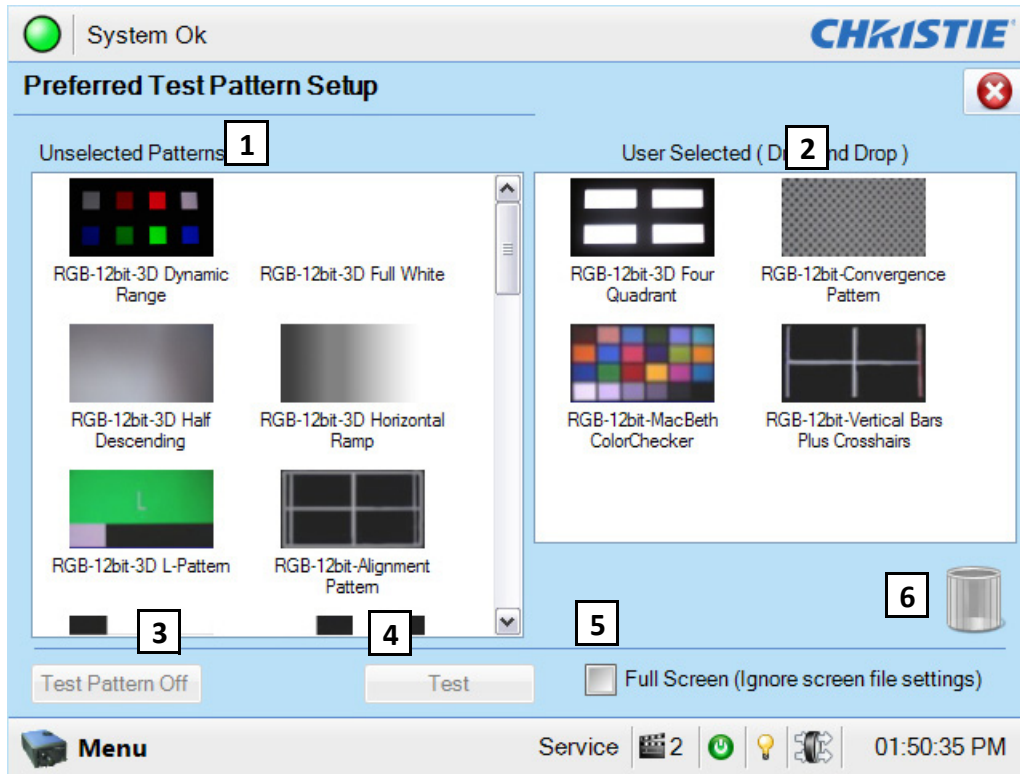 System Ok
CHRISTIE
Preferred Test Pattern Setup
1
2
Unselected Patterns
User Selected ( Drag and Drop )
RGB-12bit-3D Dynamic
Range
RGB-12bit-3D Full White
RGB-12bit-3D Four
Quadrant
RGB-12bit-Convergence
Pattern
RGB-12bit-3D Half
Descending
RGB-12bit-3D Horizontal
Ramp
RGB-12bit-MacBeth
ColorChecker
RGB-12bit-Vertical Bars
Plus Crosshairs
L
RGB-12bit-3D L-Pattern
RGB-12bit-Alignment
Pattern
3
4
5
6
Test Pattern Off
Test
Full Screen (Ignore screen file settings)
Menu
Service
2
01:50:35 PM